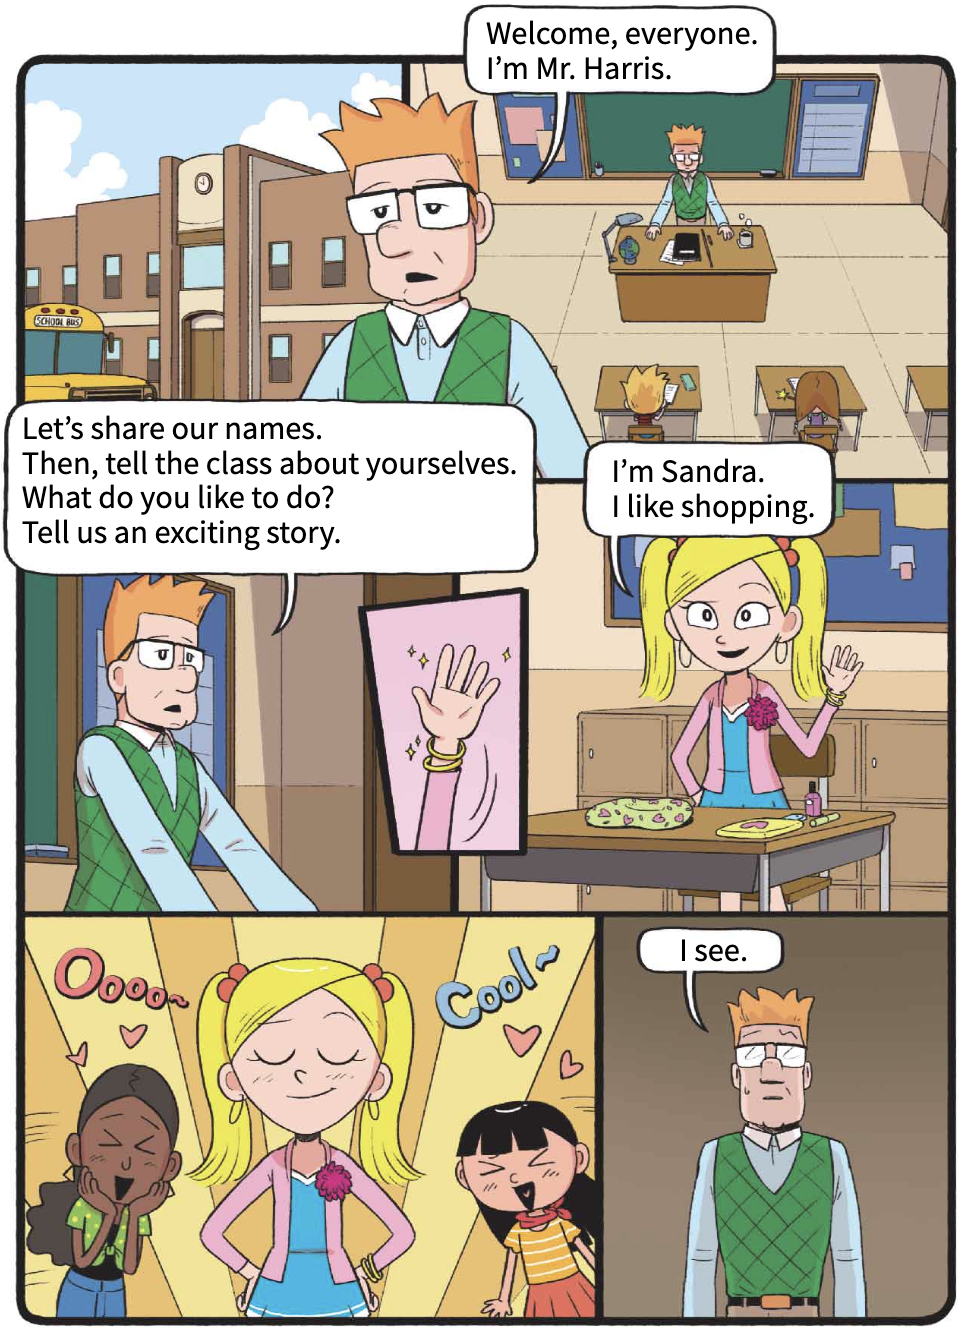 Welcome, everyone.
I'm Mr. Harris.
SCHOOL BUS
Let's share our names.
Then, tell the class about yourselves.
What do you like to do?
Tell us an exciting story.
I'm Sandra.
I like shopping.
Oooo~
Cool~
I see.